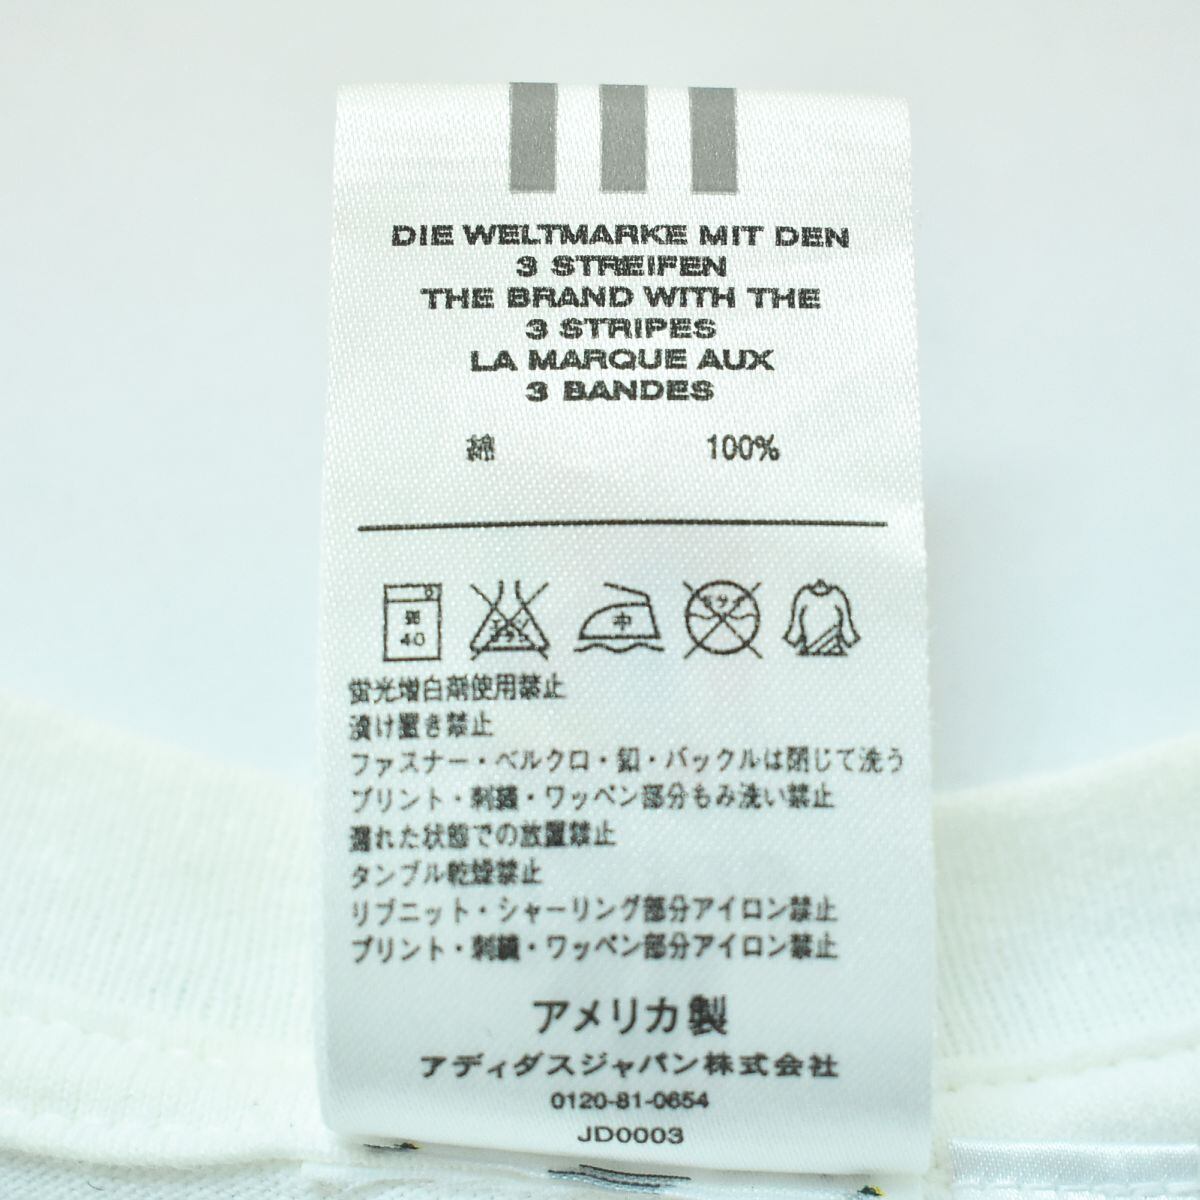 DIE WELTMARKE MIT DEN
3 STREIFEN
THE BRAND WITH THE
3 STRIPES
LA MARQUE AUX
3 BANDES
綿 100%
弱 中
40
蛍光増白剤使用禁止
漬け置き禁止
ファスナー・ベルクロ・釦・バックルは閉じて洗う
プリント・刺繍・ワッペン部分もみ洗い禁止
濡れた状態での放置禁止
タンブル乾燥禁止
リブニット・シャーリング部分アイロン禁止
プリント・刺繍・ワッペン部分アイロン禁止
アメリカ製
アディダスジャパン株式会社
0120-81-0654
JD0003